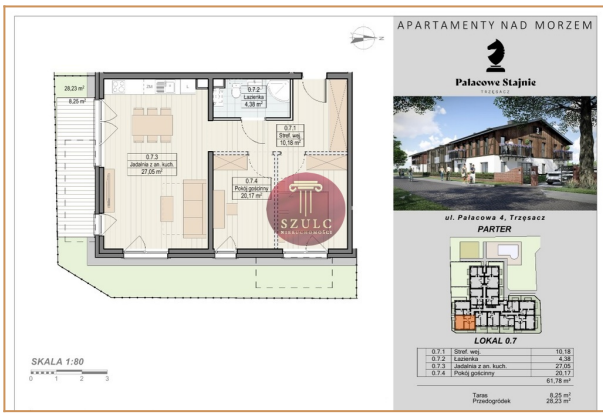 APARTAMENTY NAD MORZEM
Pałacowe Stajnie
TRZĘSACZ
ul. Pałacowa 4, Trzęsacz
PARTER
LOKAL 0.7
0.7.1 Stref. wej. 10,18
0.7.2 Łazienka 4,38
0.7.3 Jadalnia z an. kuch. 27,05
0.7.4 Pokój gościnny 20,17
61,78 m²
Taras 8,25 m²
Przedogródek 28,23 m²
28,23 m²
8,25 m²
0.7.2
Łazienka
4,38 m²
0.7.1
Stref. wej.
10,18 m²
0.7.3
Jadalnia z an. kuch.
27,05 m²
0.7.4
Pokój gościnny
20,17 m²
SZULC
NIERUCHOMOŚCI
SKALA 1:80
0 1 2 3